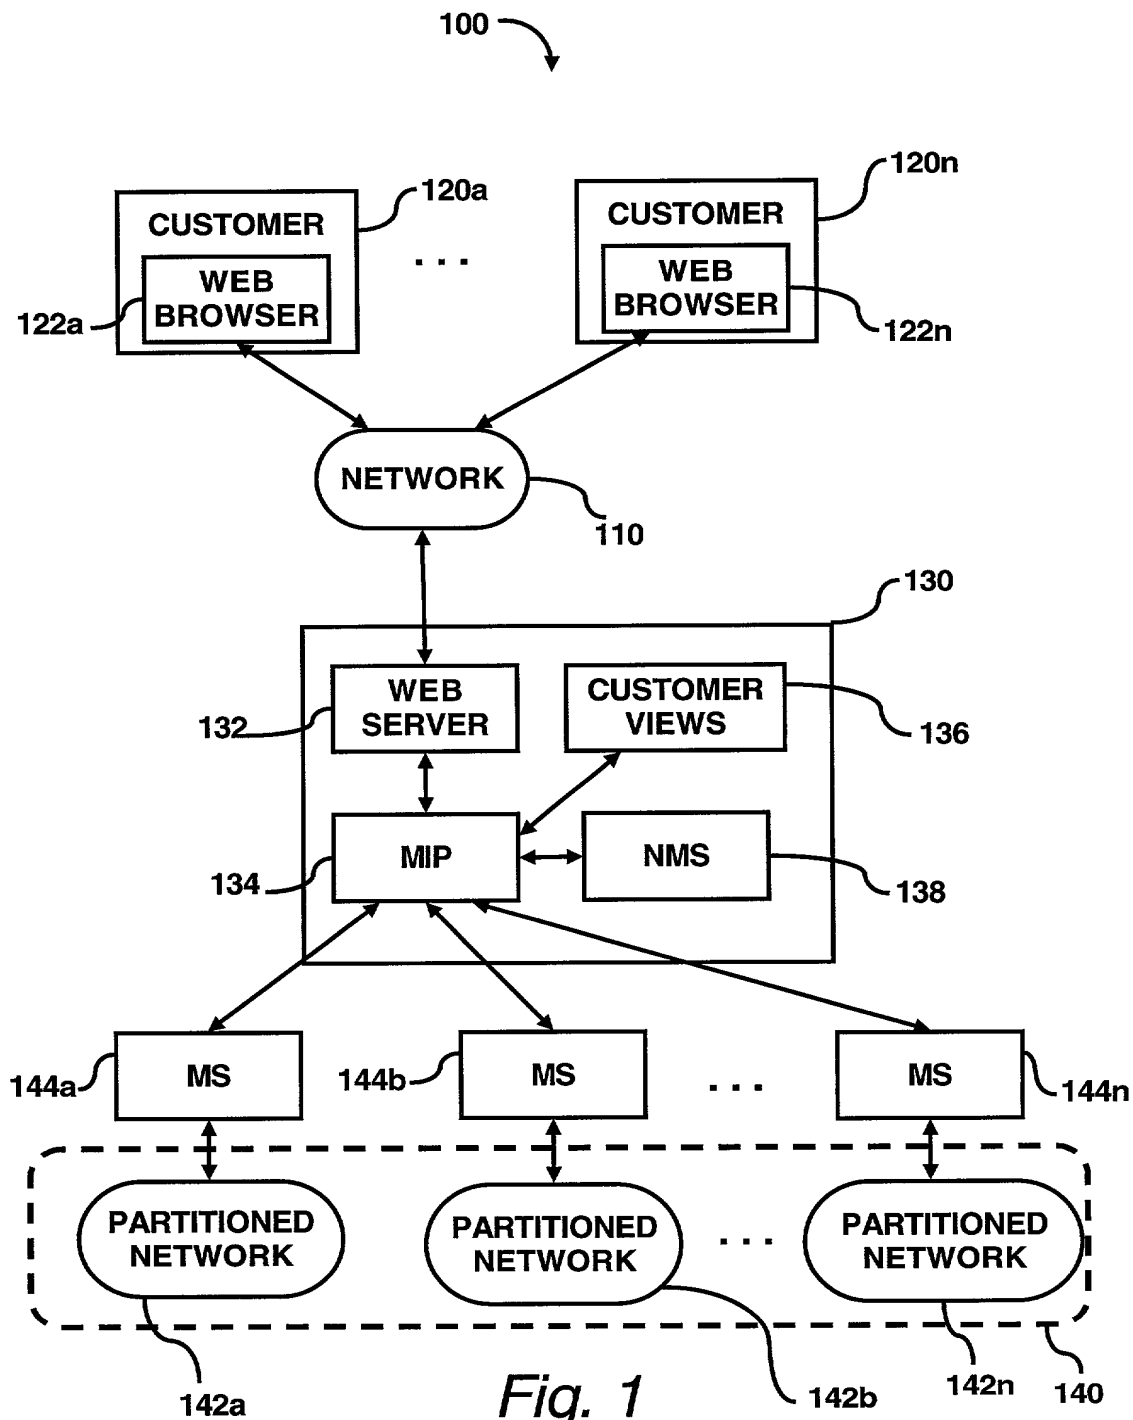 100
120a
120n
CUSTOMER
CUSTOMER
WEB
BROWSER
WEB
BROWSER
...
122a
122n
NETWORK
110
130
WEB
SERVER
CUSTOMER
VIEWS
132
136
MIP
NMS
134
138
MS
MS
MS
144a
144b
...
144n
PARTITIONED
NETWORK
PARTITIONED
NETWORK
...
PARTITIONED
NETWORK
142a
142b
142n
140
Fig. 1